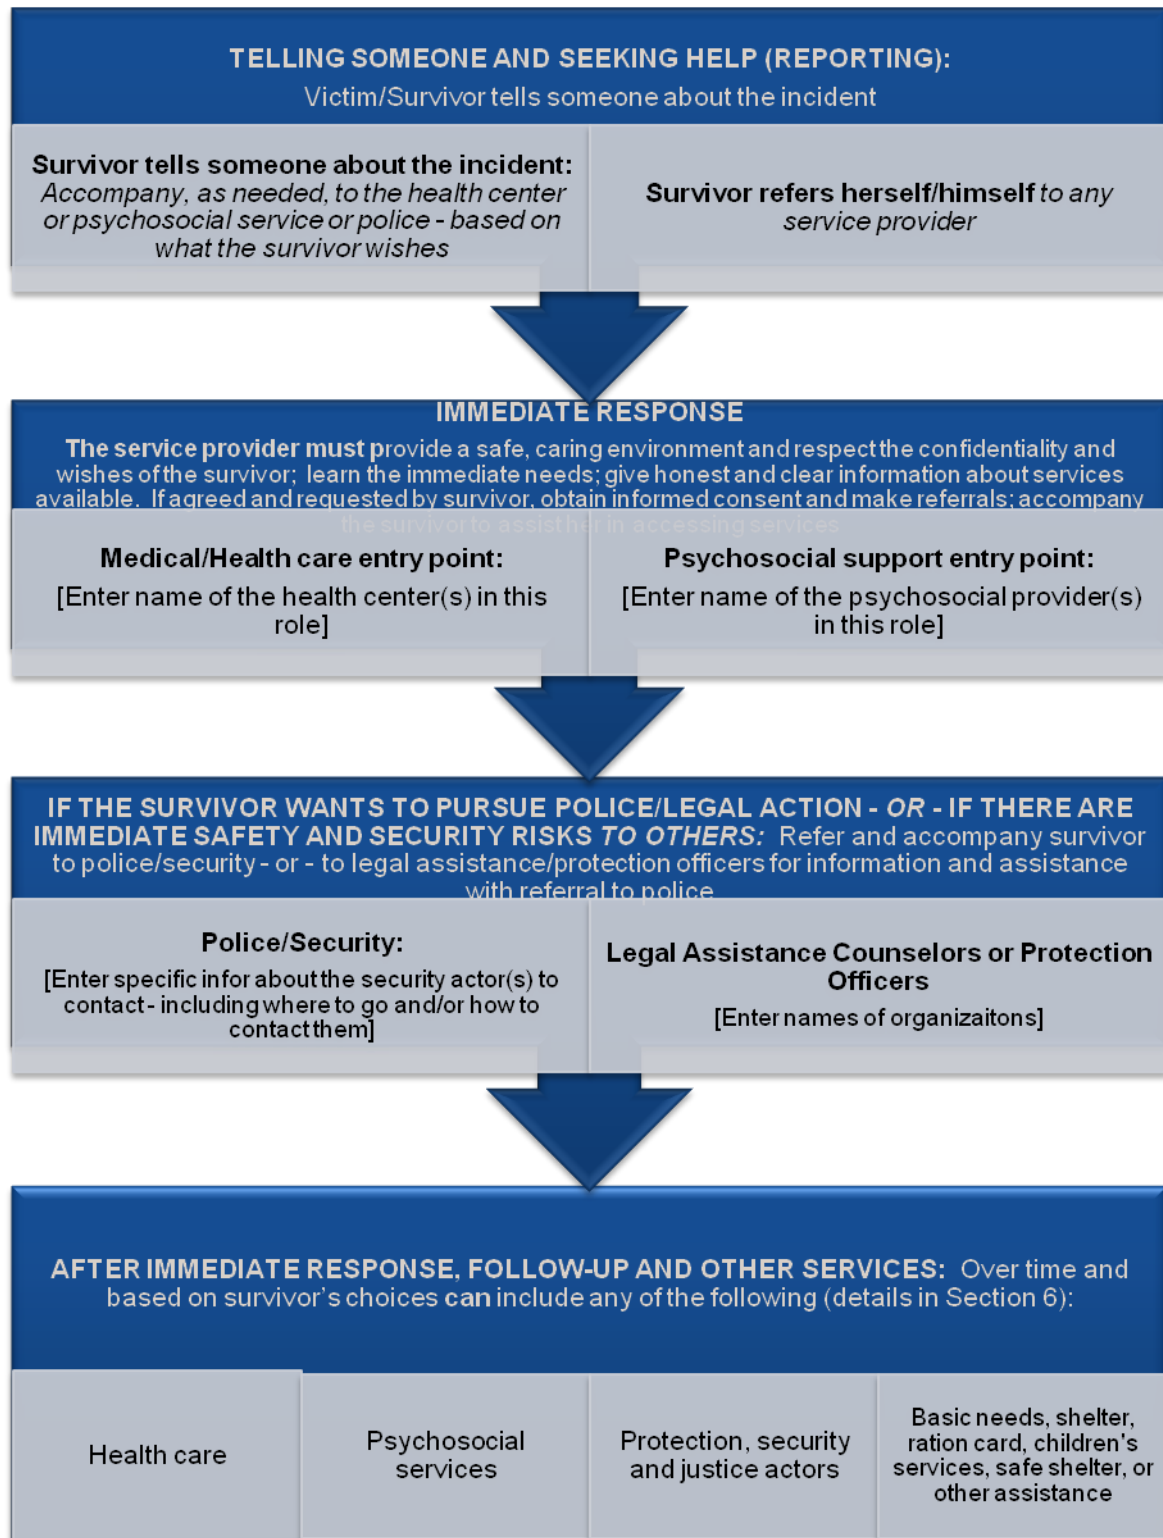 TELLING SOMEONE AND SEEKING HELP (REPORTING):
Victim/Survivor tells someone about the incident
Survivor tells someone about the incident:
Accompany, as needed, to the health center
or psychosocial service or police - based on
what the survivor wishes
Survivor refers herself/himself to any
service provider
IMMEDIATE RESPONSE
The service provider must provide a safe, caring environment and respect the confidentiality and
wishes of the survivor; learn the immediate needs; give honest and clear information about services
available. If agreed and requested by survivor, obtain informed consent and make referrals; accompany
the survivor to assist her in accessing services
Medical/Health care entry point:
[Enter name of the health center(s) in this
role]
Psychosocial support entry point:
[Enter name of the psychosocial provider(s)
in this role]
IF THE SURVIVOR WANTS TO PURSUE POLICE/LEGAL ACTION - OR - IF THERE ARE
IMMEDIATE SAFETY AND SECURITY RISKS TO OTHERS: Refer and accompany survivor
to police/security - or - to legal assistance/protection officers for information and assistance
with referral to police
Police/Security:
[Enter specific infor about the security actor(s) to
contact - including where to go and/or how to
contact them]
Legal Assistance Counselors or Protection
Officers
[Enter names of organizaitons]
AFTER IMMEDIATE RESPONSE, FOLLOW-UP AND OTHER SERVICES: Over time and
based on survivor's choices can include any of the following (details in Section 6):
Health care
Psychosocial
services
Protection, security
and justice actors
Basic needs, shelter,
ration card, children's
services, safe shelter, or
other assistance